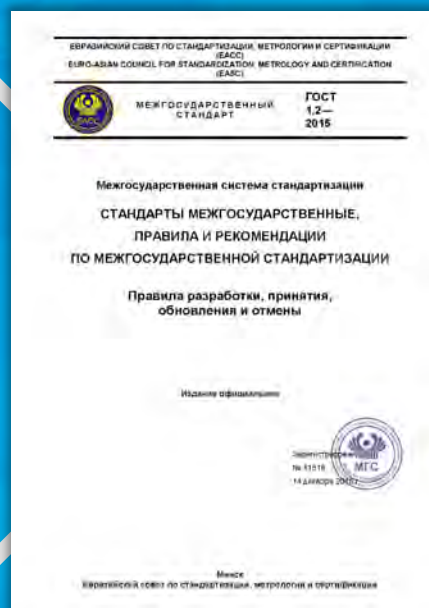 ЕВРАЗИЙСКИЙ СОВЕТ ПО СТАНДАРТИЗАЦИИ, МЕТРОЛОГИИ И СЕРТИФИКАЦИИ
(ЕАСС)
EURO-ASIAN COUNCIL FOR STANDARDIZATION, METROLOGY AND CERTIFICATION
(EASC)
МЕЖГОСУДАРСТВЕННЫЙ
СТАНДАРТ
ГОСТ
1.2—
2015
Межгосударственная система стандартизации
СТАНДАРТЫ МЕЖГОСУДАРСТВЕННЫЕ,
ПРАВИЛА И РЕКОМЕНДАЦИИ
ПО МЕЖГОСУДАРСТВЕННОЙ СТАНДАРТИЗАЦИИ
Правила разработки, принятия,
обновления и отмены
Издание официальное
МГС
Минск
Евразийский совет по стандартизации, метрологии и сертификации